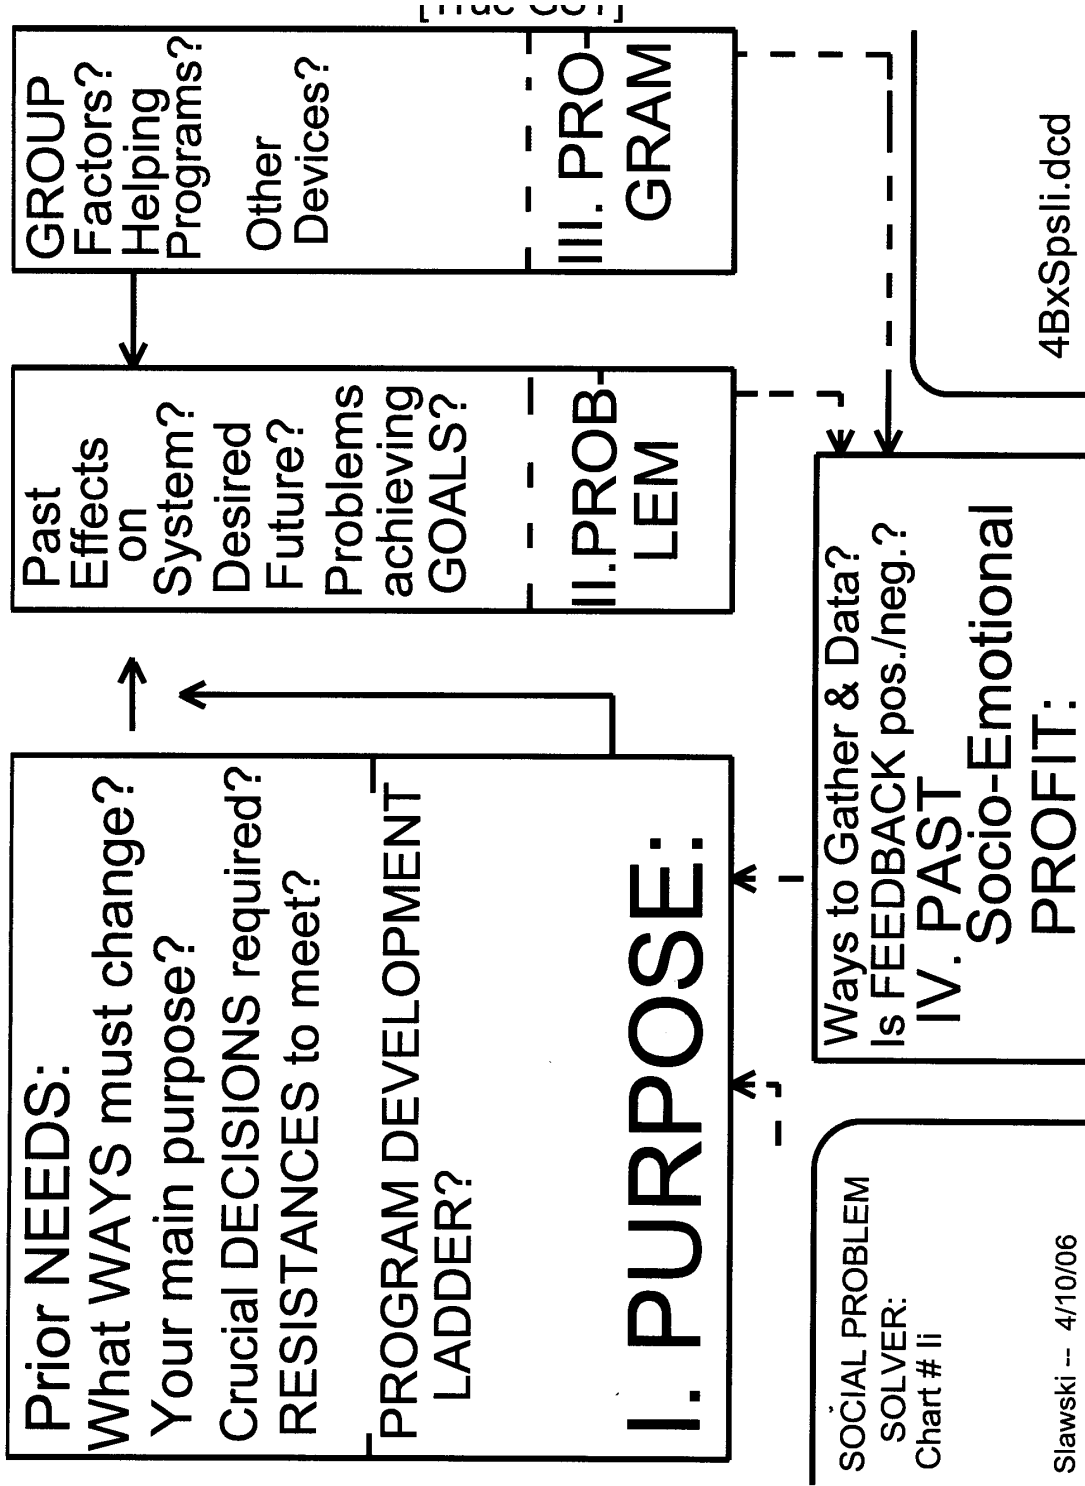 Prior NEEDS:
What WAYS must change?
Your main purpose?
Crucial DECISIONS required?
RESISTANCES to meet?
PROGRAM DEVELOPMENT
LADDER?
I. PURPOSE:
Past
Effects
on
System?
Desired
Future?
Problems
achieving
GOALS?
II.PROB-
LEM
GROUP
Factors?
Helping
Programs?
Other
Devices?
III. PRO-
GRAM
Ways to Gather & Data?
Is FEEDBACK pos./neg.?
IV. PAST
Socio-Emotional
PROFIT:
SOCIAL PROBLEM
SOLVER:
Chart # Ii
Slawski -- 4/10/06
4BxSpsIi.dcd